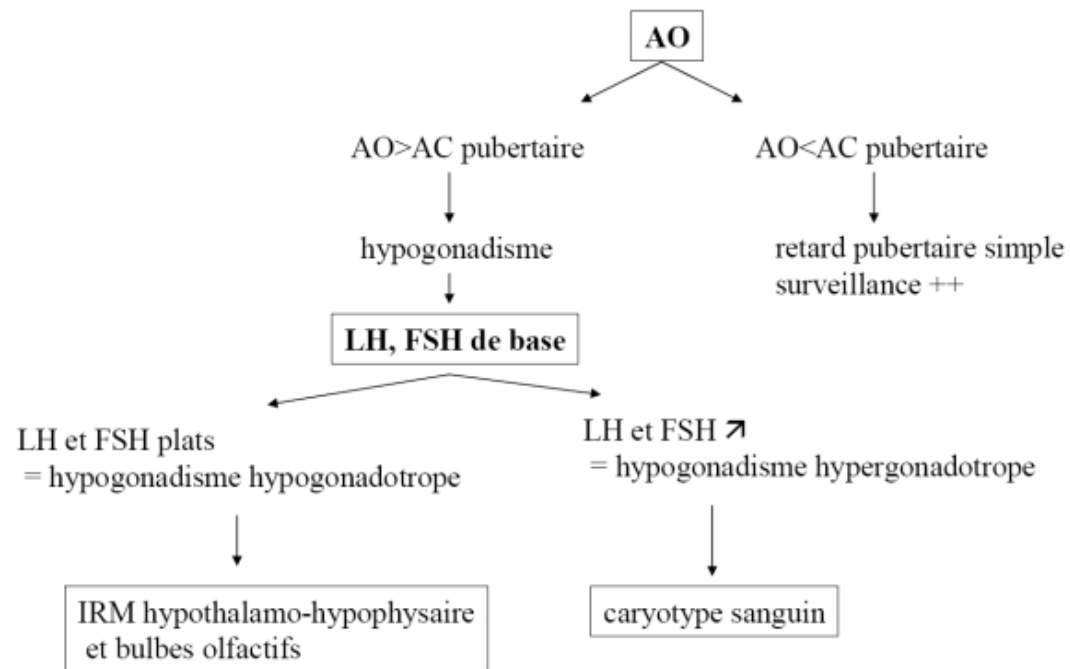 AO
AO>AC pubertaire
AO<AC pubertaire
hypogonadisme
retard pubertaire simple
surveillance ++
LH, FSH de base
LH et FSH plats
= hypogonadisme hypogonadotrope
LH et FSH ↗
= hypogonadisme hypergonadotrope
IRM hypothalamo-hypophysaire
et bulbes olfactifs
caryotype sanguin